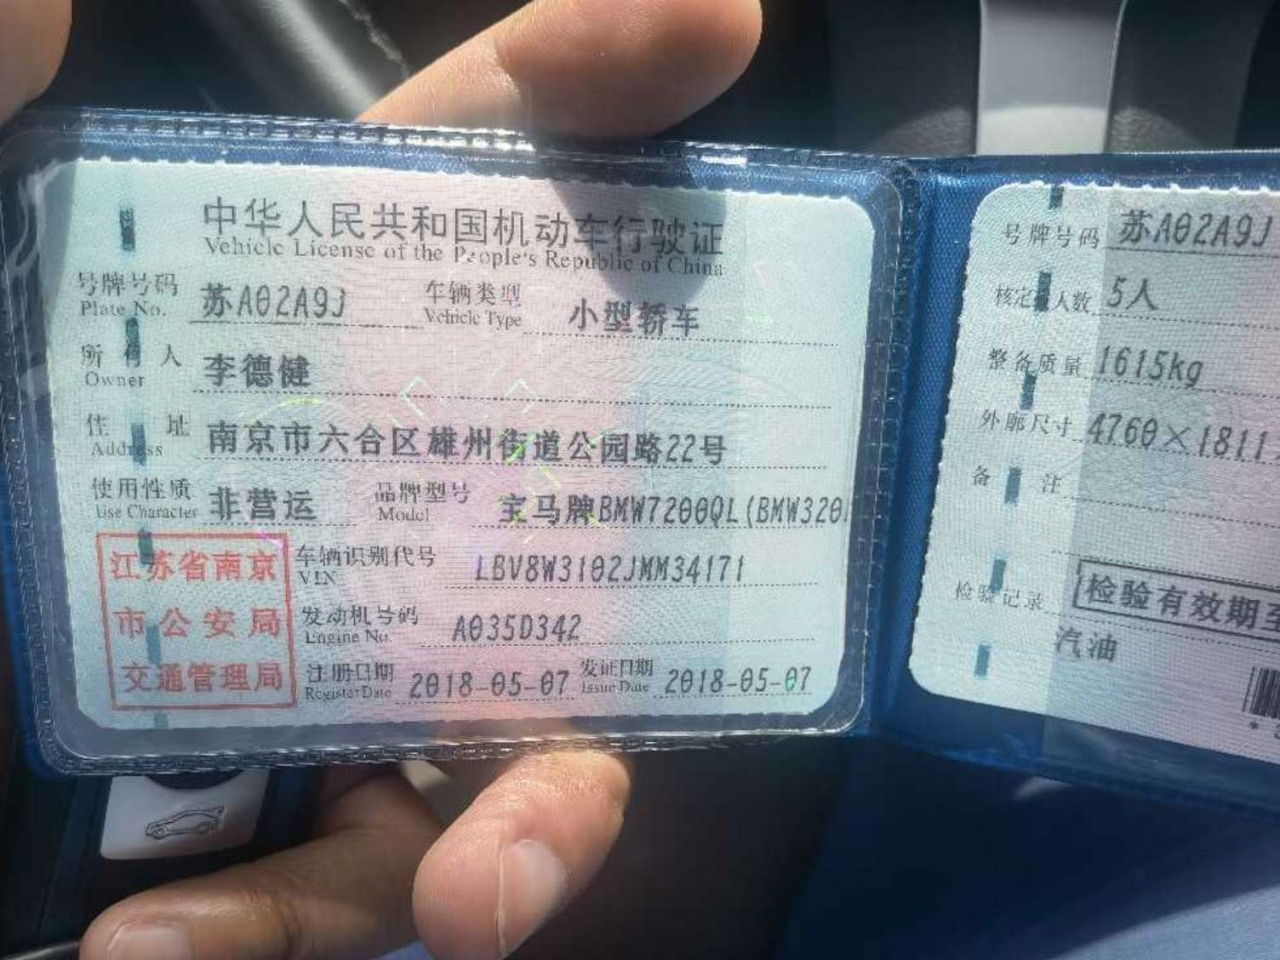 中华人民共和国机动车行驶证
Vehicle License of the People's Republic of China
号牌号码 苏A02A9J 车辆类型 小型轿车
Plate No. Vehicle Type
所有人 李德健
Owner
住址 南京市六合区雄州街道公园路22号
Address
使用性质 非营运 品牌型号 宝马牌BMW7200QL(BMW320
Use Character Model
江苏省南京
市公安局
交通管理局
车辆识别代号 LBV8W3102JMM34171
VIN
发动机号码 A035D342
Engine No.
注册日期 2018-05-07 发证日期 2018-05-07
Register Date Issue Date
号牌号码 苏A02A9J
核定载人数 5人
整备质量 1615kg
外廓尺寸 4760×1811
备注
检验记录 检验有效期至
汽油